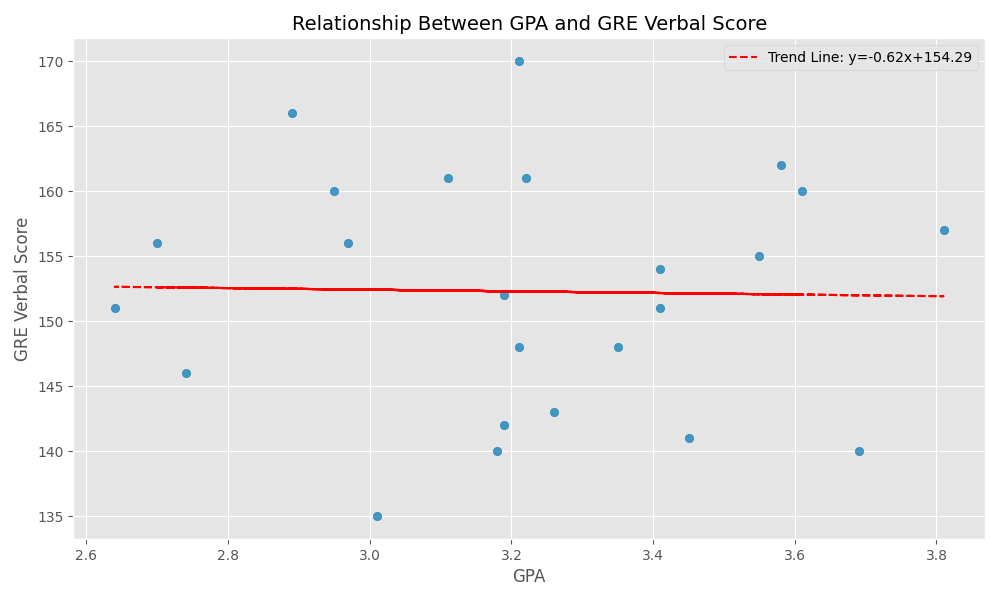 Relationship Between GPA and GRE Verbal Score
Trend Line: y=-0.62x+154.29
GRE Verbal Score
170
165
160
155
150
145
140
135
2.6 2.8 3.0 3.2 3.4 3.6 3.8
GPA